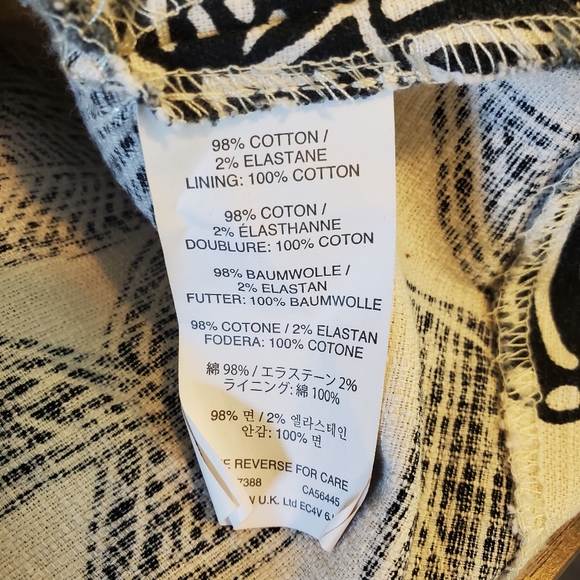 98% COTTON /
2% ELASTANE
LINING: 100% COTTON
98% COTON /
2% ÉLASTHANNE
DOUBLURE: 100% COTON
98% BAUMWOLLE /
2% ELASTAN
FUTTER: 100% BAUMWOLLE
98% COTONE / 2% ELASTAN
FODERA: 100% COTONE
綿 98% / エラステーン 2%
ライニング: 綿 100%
98% 면 / 2% 엘라스테인
안감: 100% 면
REVERSE FOR CARE
7388 CA56445
U.K. Ltd EC4V